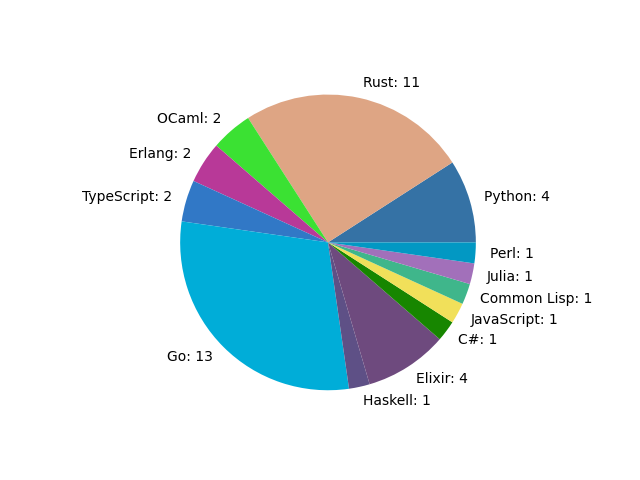 Rust: 11
OCaml: 2
Erlang: 2
Python: 4
TypeScript: 2
Perl: 1
Julia: 1
Common Lisp: 1
JavaScript: 1
C#: 1
Go: 13
Elixir: 4
Haskell: 1